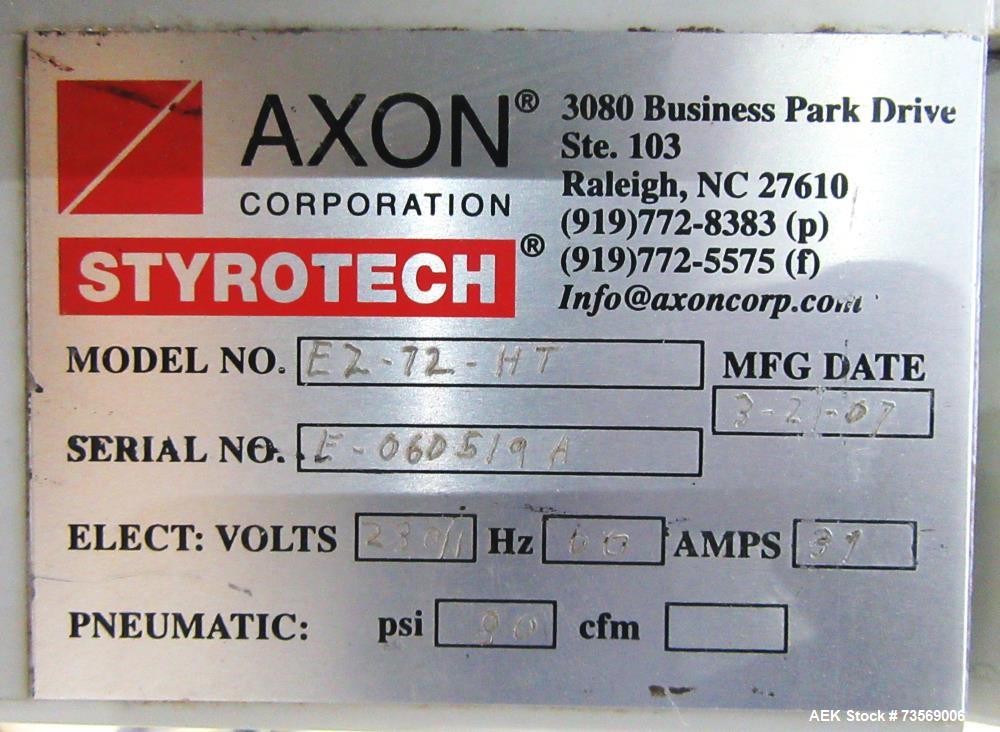 AXON®
CORPORATION
STYROTECH®
3080 Business Park Drive
Ste. 103
Raleigh, NC 27610
(919)772-8383 (p)
(919)772-5575 (f)
Info@axoncorp.com
MODEL NO. EZ-72-HT
MFG DATE
3-21-07
SERIAL NO. E-060519A
ELECT: VOLTS 230/1 Hz 60 AMPS
PNEUMATIC: psi 90 cfm
AEK Stock # 73569006